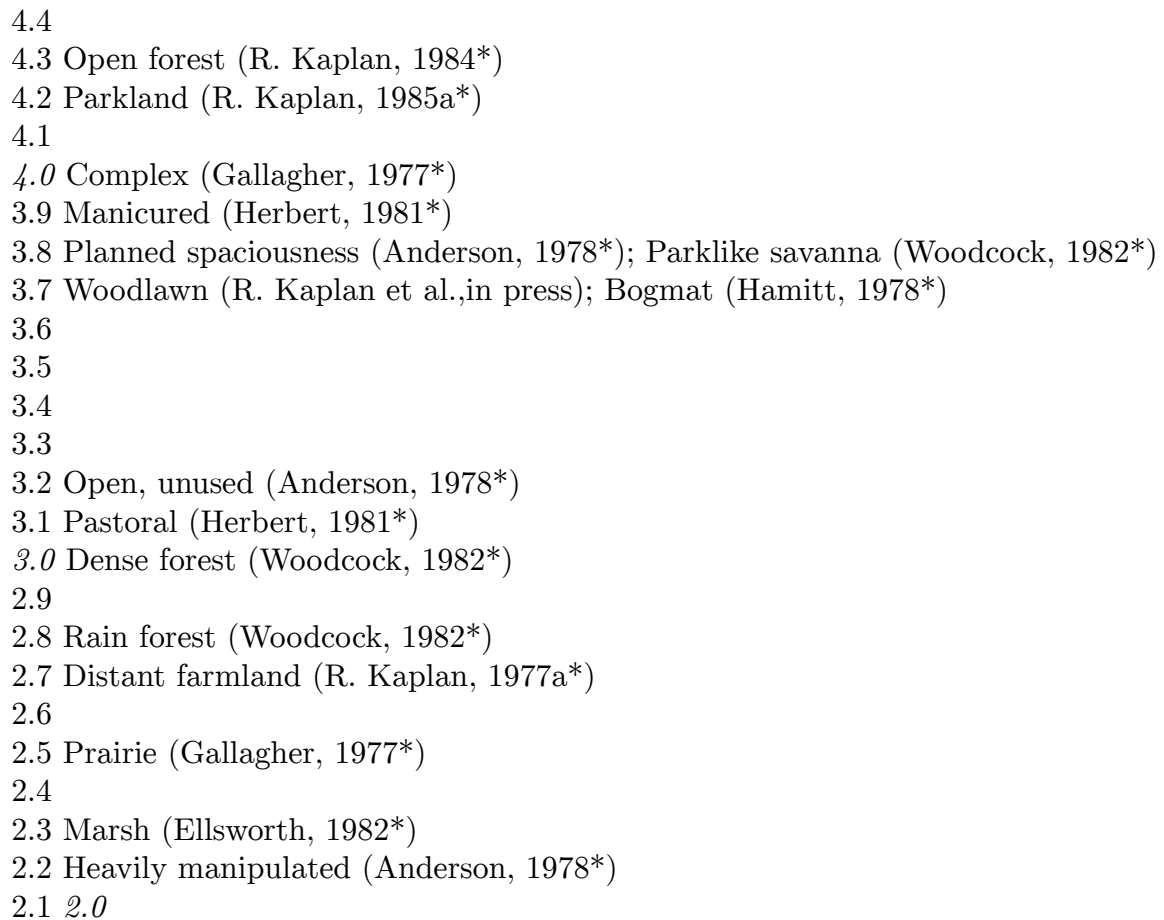 4.4
4.3 Open forest (R. Kaplan, 1984*)
4.2 Parkland (R. Kaplan, 1985a*)
4.1
4.0 Complex (Gallagher, 1977*)
3.9 Manicured (Herbert, 1981*)
3.8 Planned spaciousness (Anderson, 1978*); Parklike savanna (Woodcock, 1982*)
3.7 Woodlawn (R. Kaplan et al.,in press); Bogmat (Hamitt, 1978*)
3.6
3.5
3.4
3.3
3.2 Open, unused (Anderson, 1978*)
3.1 Pastoral (Herbert, 1981*)
3.0 Dense forest (Woodcock, 1982*)
2.9
2.8 Rain forest (Woodcock, 1982*)
2.7 Distant farmland (R. Kaplan, 1977a*)
2.6
2.5 Prairie (Gallagher, 1977*)
2.4
2.3 Marsh (Ellsworth, 1982*)
2.2 Heavily manipulated (Anderson, 1978*)
2.1 2.0